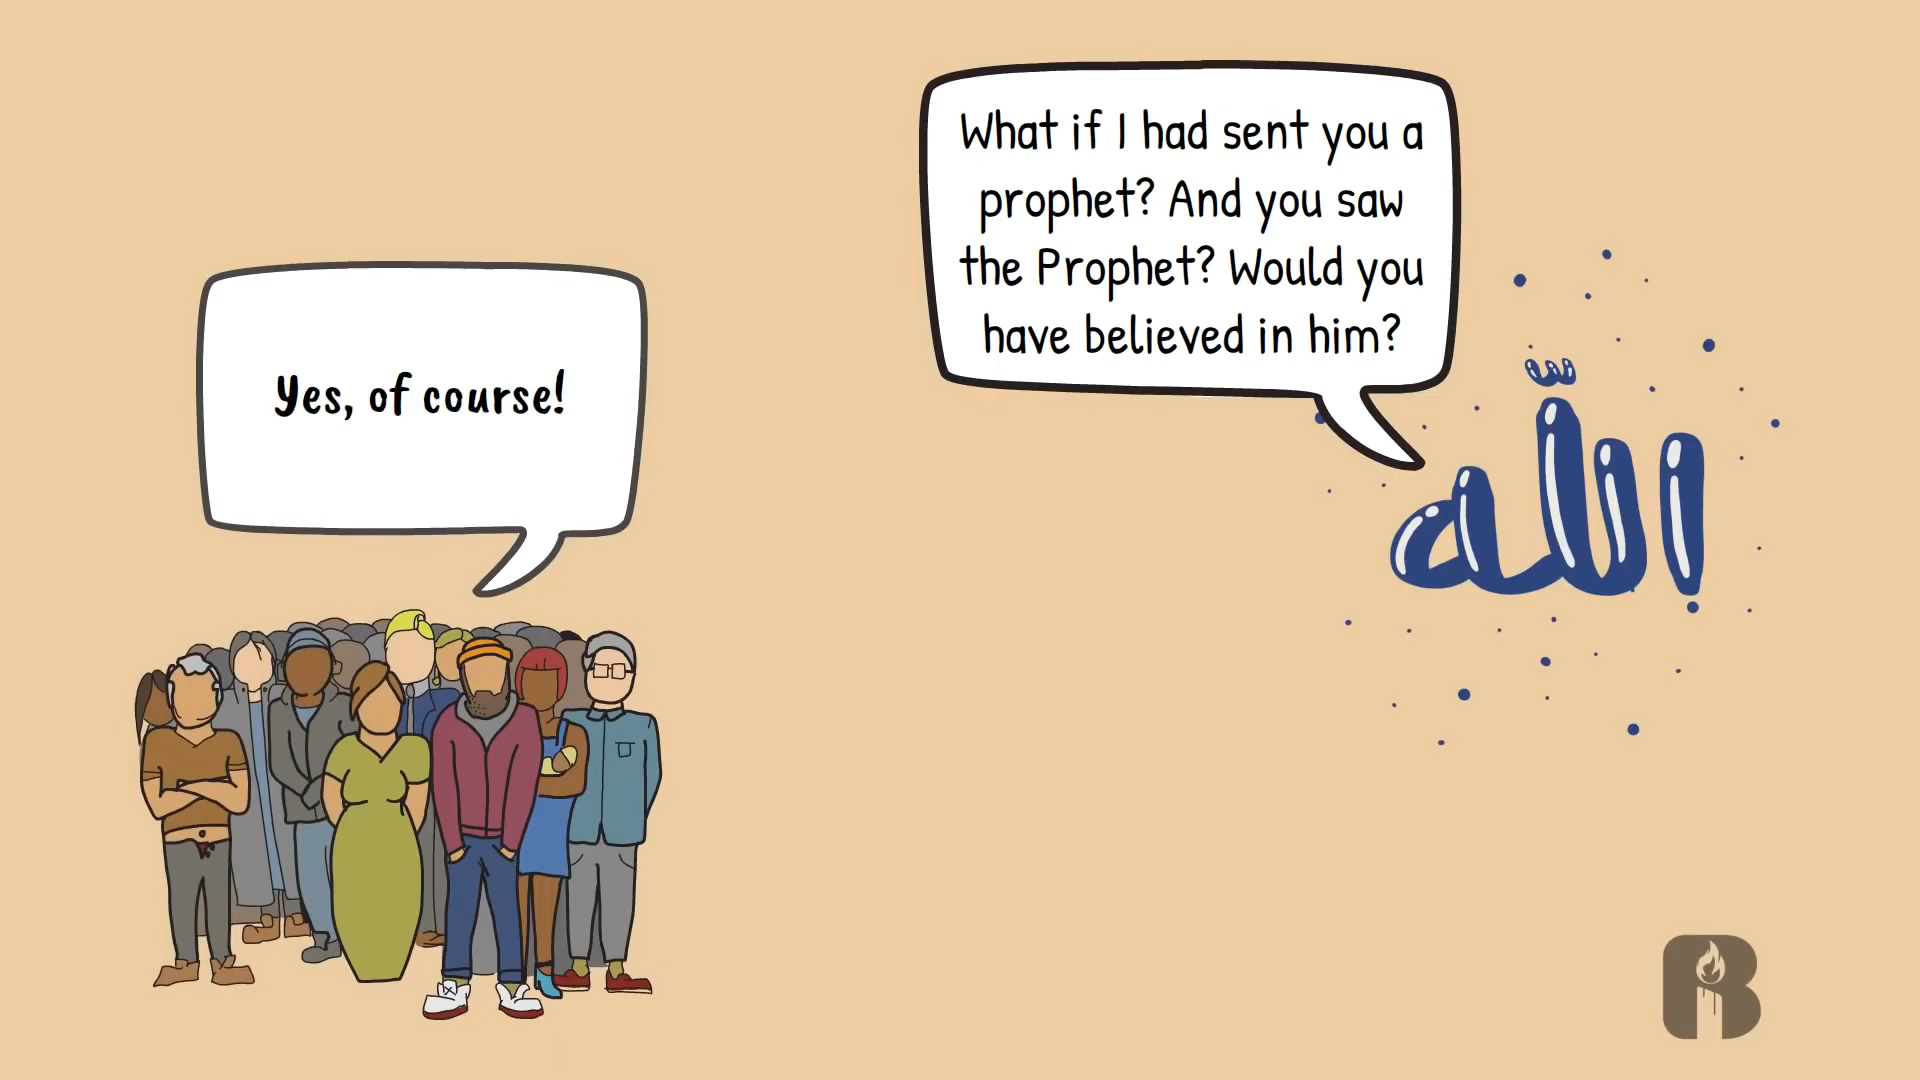 What if I had sent you a
prophet? And you saw
the Prophet? Would you
have believed in him?
Yes, of course!
الله
B